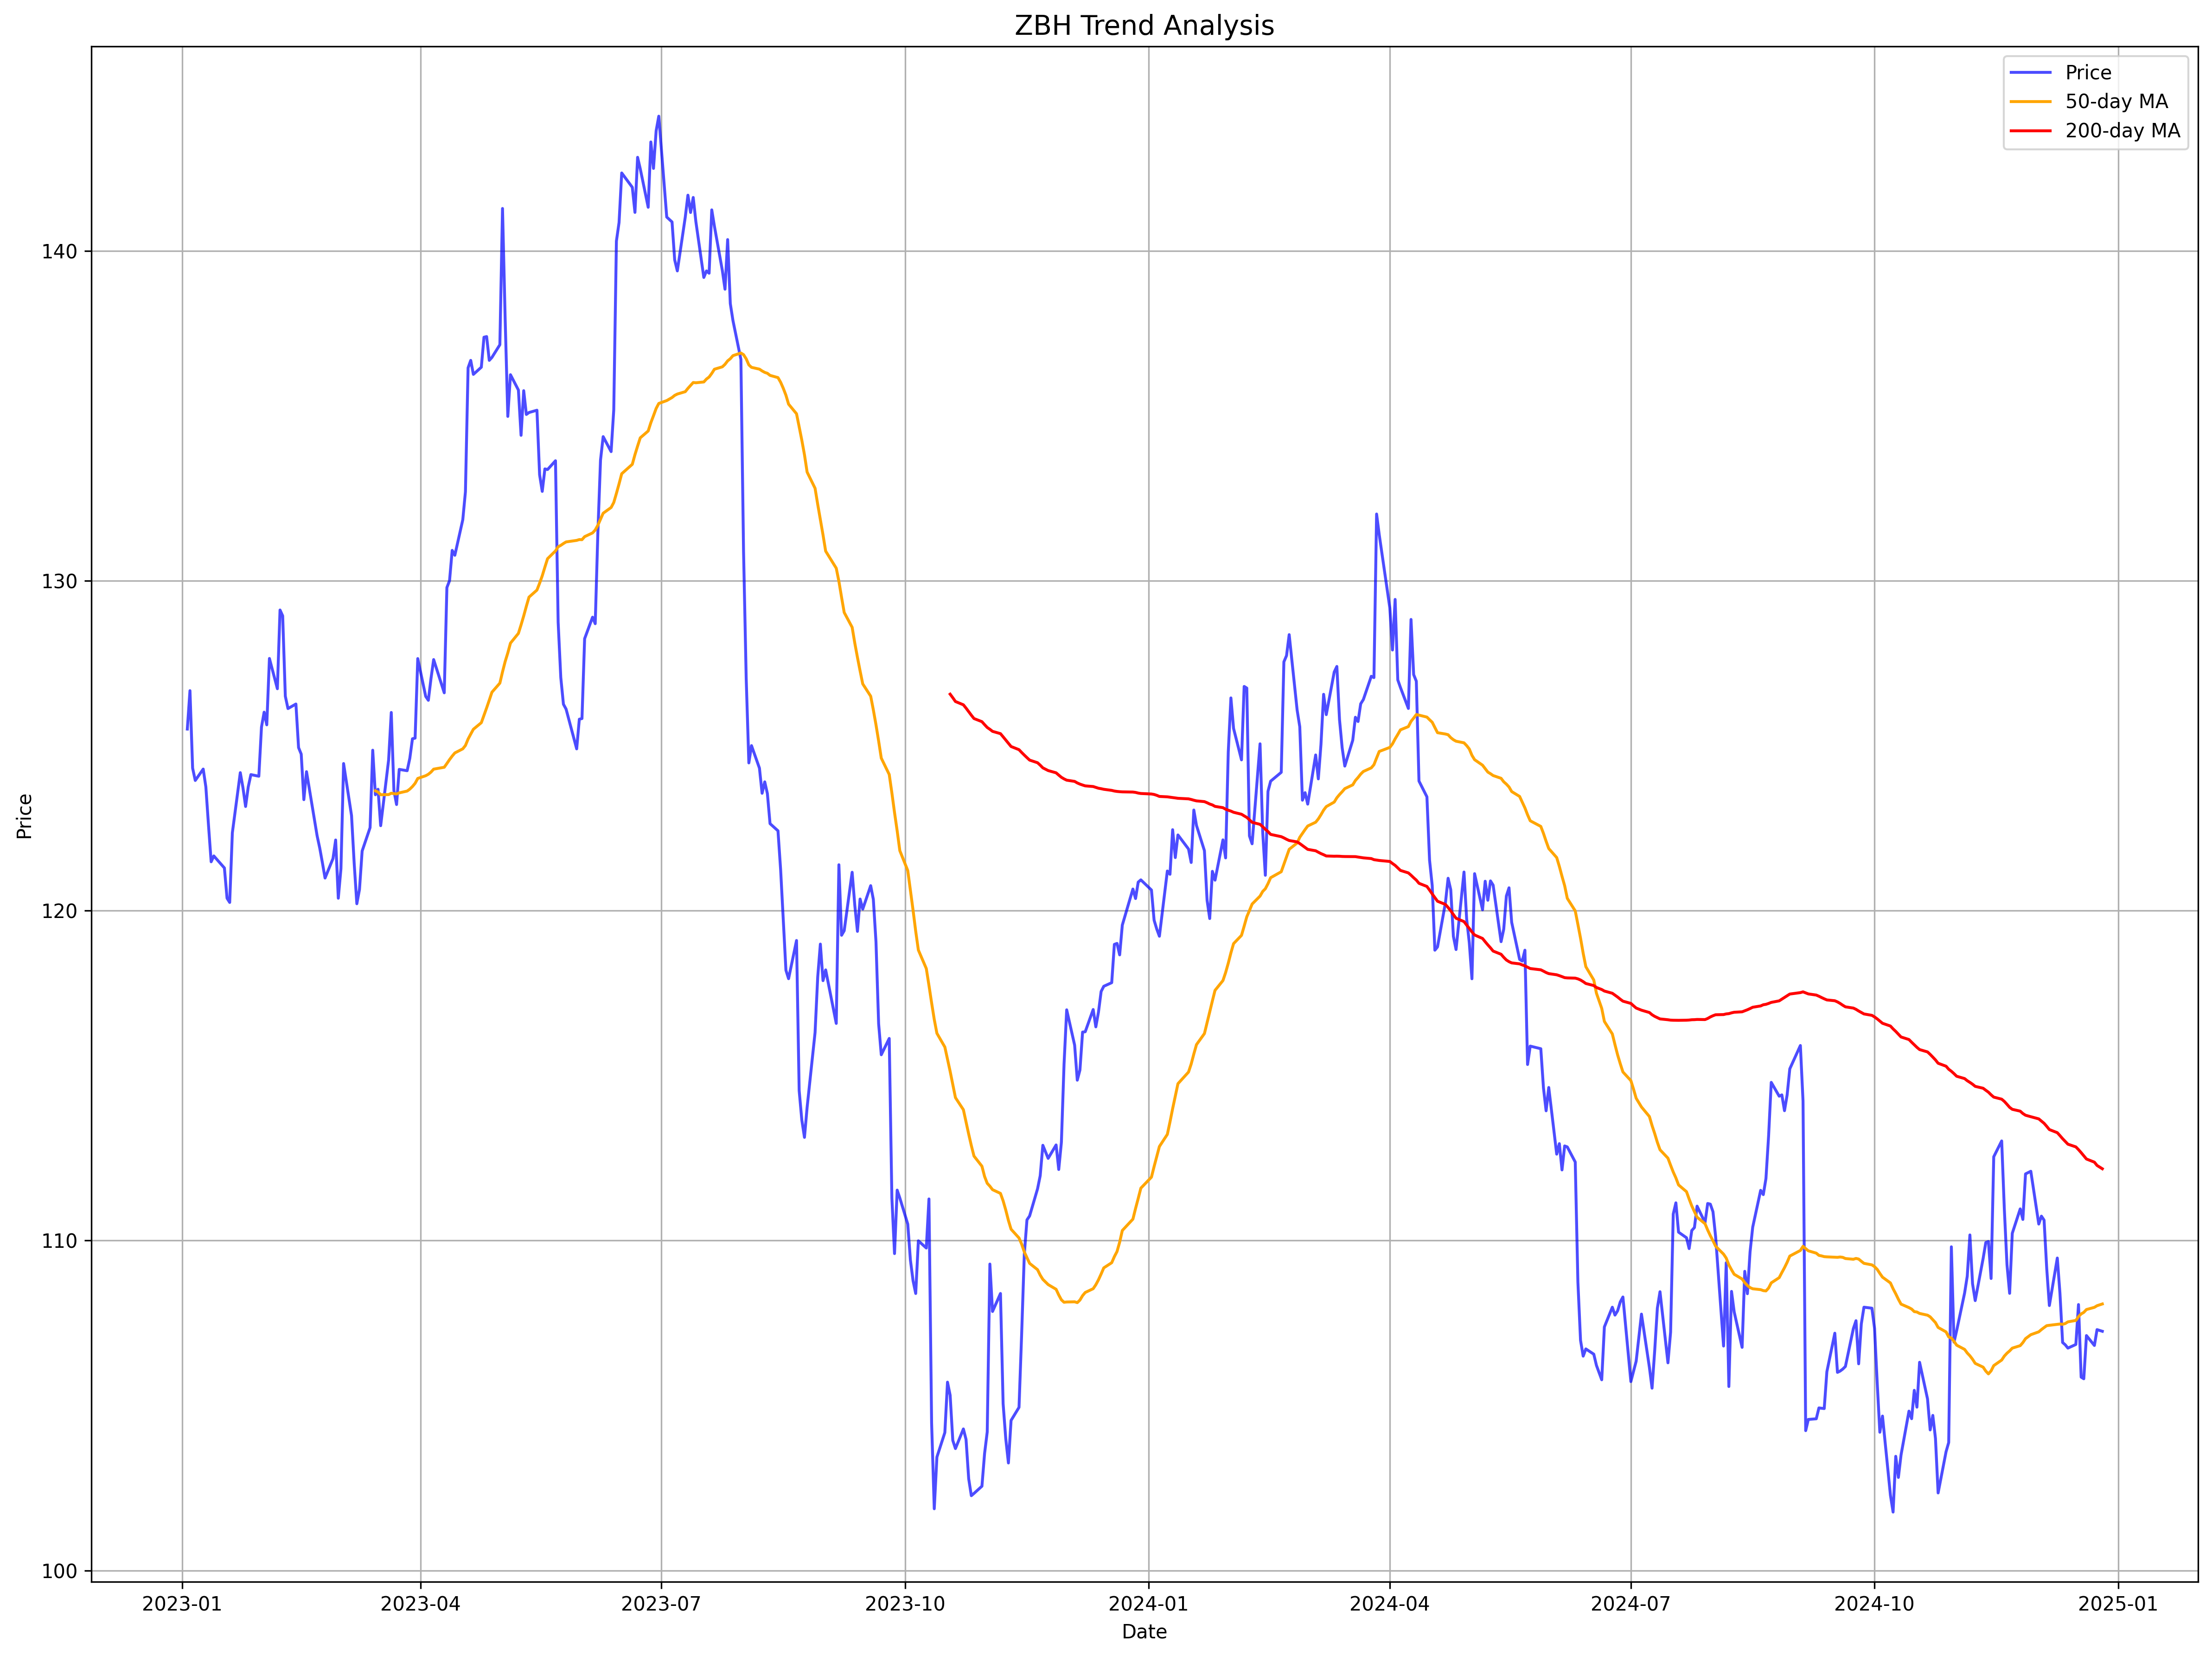 ZBH Trend Analysis
Price
50-day MA
200-day MA
140
130
120
110
100
Price
2023-01
2023-04
2023-07
2023-10
2024-01
2024-04
2024-07
2024-10
2025-01
Date